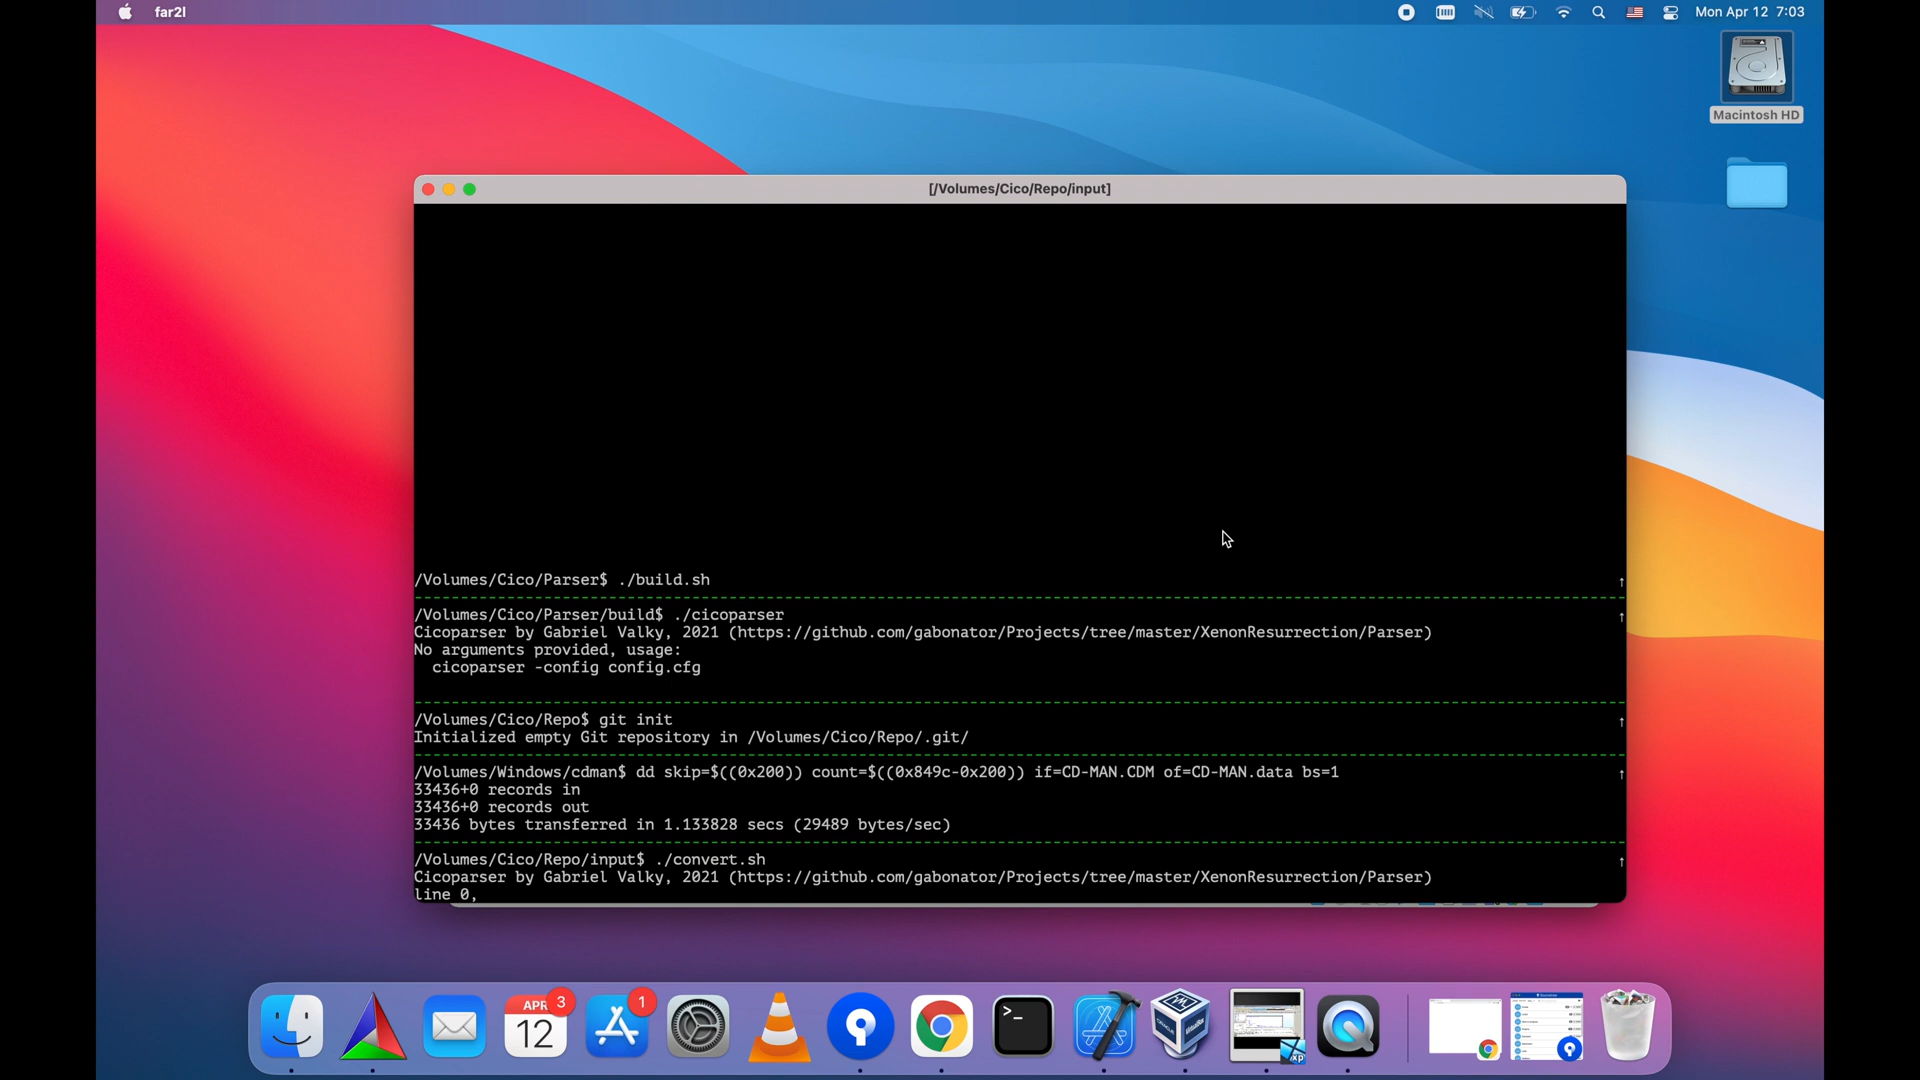 far2l
Mon Apr 12 7:03
Macintosh HD
[/Volumes/Cico/Repo/input]
/Volumes/Cico/Parser$ ./build.sh
/Volumes/Cico/Parser/build$ ./cicoparser
Cicoparser by Gabriel Valky, 2021 (https://github.com/gabonator/Projects/tree/master/XenonResurrection/Parser)
No arguments provided, usage:
cicoparser -config config.cfg
/Volumes/Cico/Repo$ git init
Initialized empty Git repository in /Volumes/Cico/Repo/.git/
/Volumes/Windows/cdman$ dd skip=$((0x200)) count=$((0x849c-0x200)) if=CD-MAN.CDM of=CD-MAN.data bs=1
33436+0 records in
33436+0 records out
33436 bytes transferred in 1.133828 secs (29489 bytes/sec)
/Volumes/Cico/Repo/input$ ./convert.sh
Cicoparser by Gabriel Valky, 2021 (https://github.com/gabonator/Projects/tree/master/XenonResurrection/Parser)
line 0,
APR 3
12
1
>_
xp